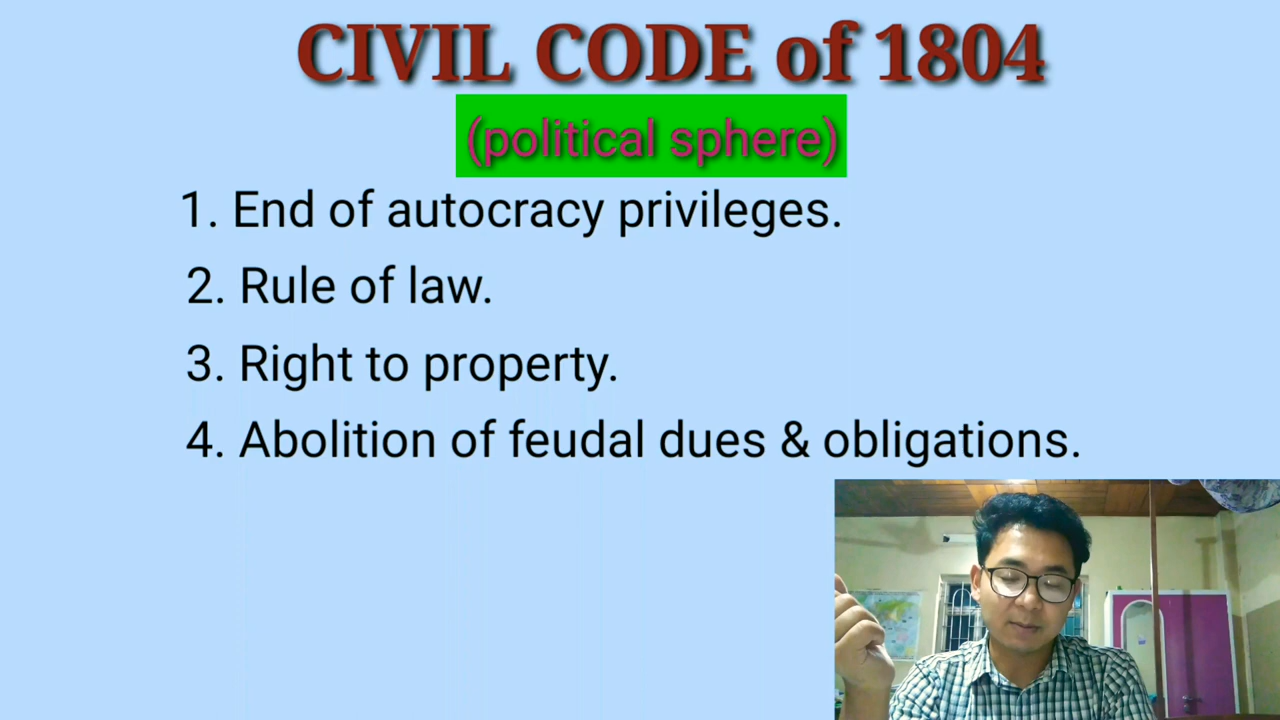 CIVIL CODE of 1804
(political sphere)
1. End of autocracy privileges.
2. Rule of law.
3. Right to property.
4. Abolition of feudal dues & obligations.